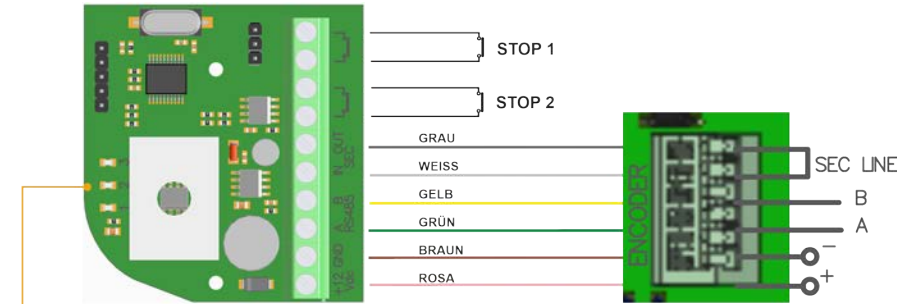 STOP 1
STOP 2
GRAU
WEISS
GELB
GRÜN
BRAUN
ROSA
OUT
IN
SEC
B
A
RS485
GND
+12
Vdc
ENCODER
SEC LINE
B
A
-
+